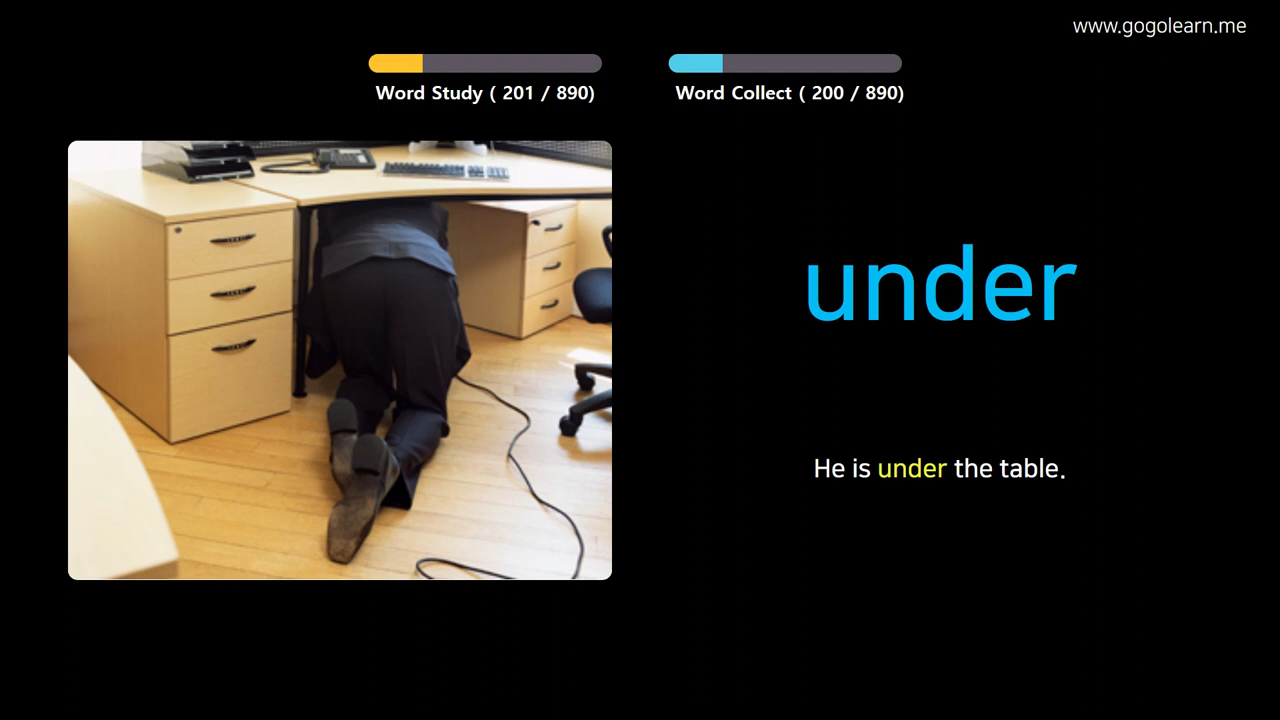 www.gogolearn.me
Word Study ( 201 / 890)
Word Collect ( 200 / 890)
under
He is under the table.